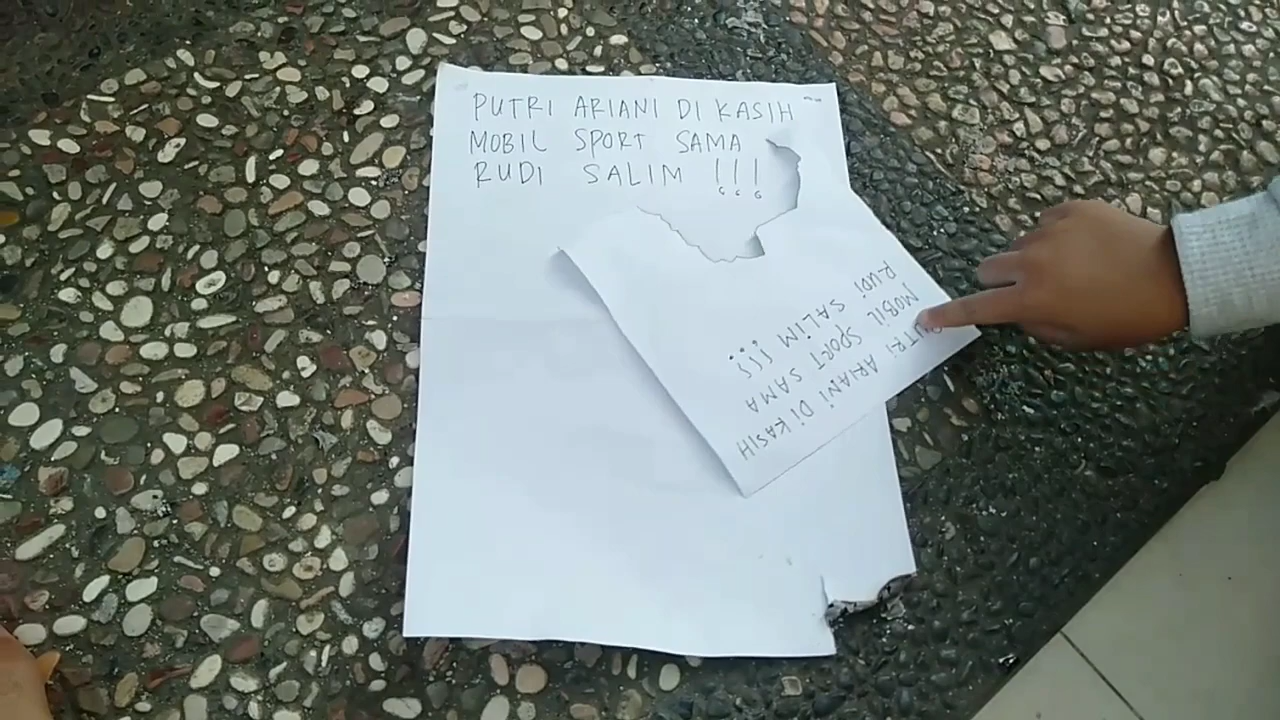 PUTRI ARIANI DI KASIH
MOBIL SPORT SAMA
RUDI SALIM !!!
PUTRI ARIANI DI KASIH
MOBIL SPORT SAMA
RUDI SALIM !!!